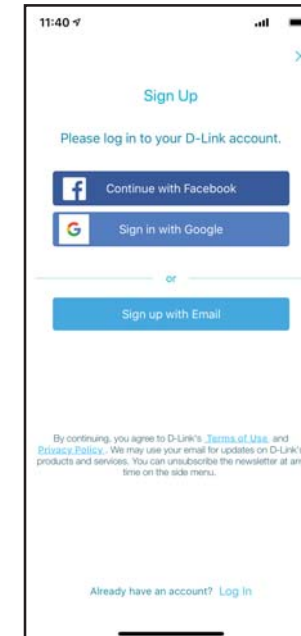 11:40
Sign Up
Please log in to your D-Link account.
Continue with Facebook
G Sign in with Google
or
Sign up with Email
By continuing, you agree to D-Link's Terms of Use and
Privacy Policy. We may use your email for updates on D-Link's
products and services. You can unsubscribe the newsletter at any
time on the side menu.
Already have an account? Log In